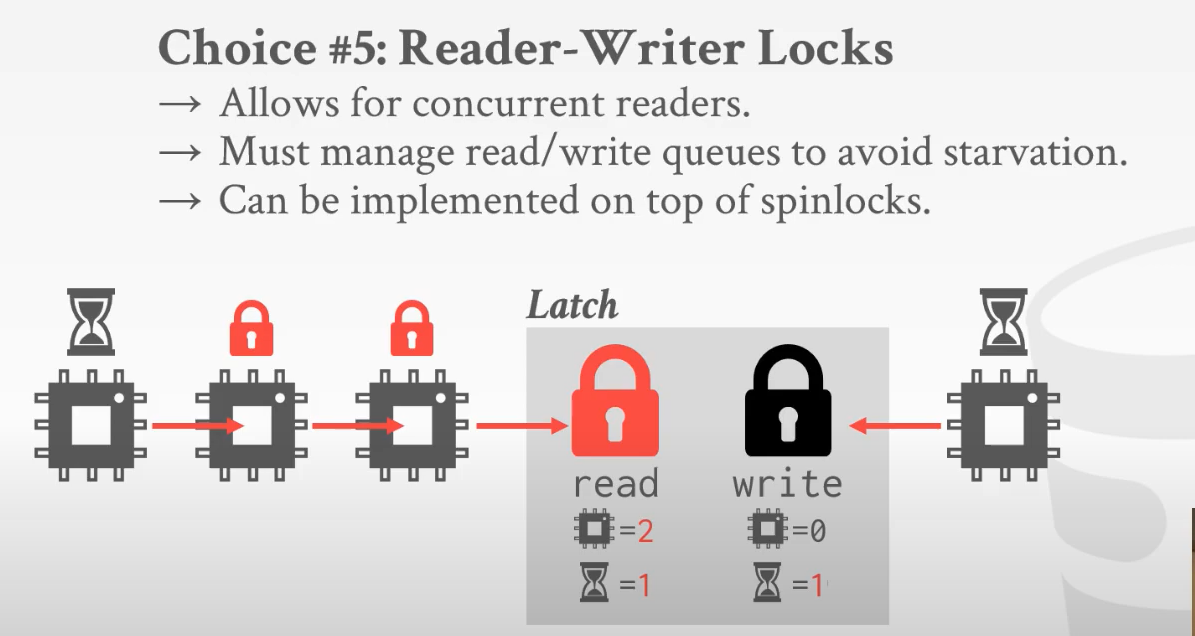 Choice #5: Reader-Writer Locks
→ Allows for concurrent readers.
→ Must manage read/write queues to avoid starvation.
→ Can be implemented on top of spinlocks.
Latch
read write
=2 =0
=1 =1